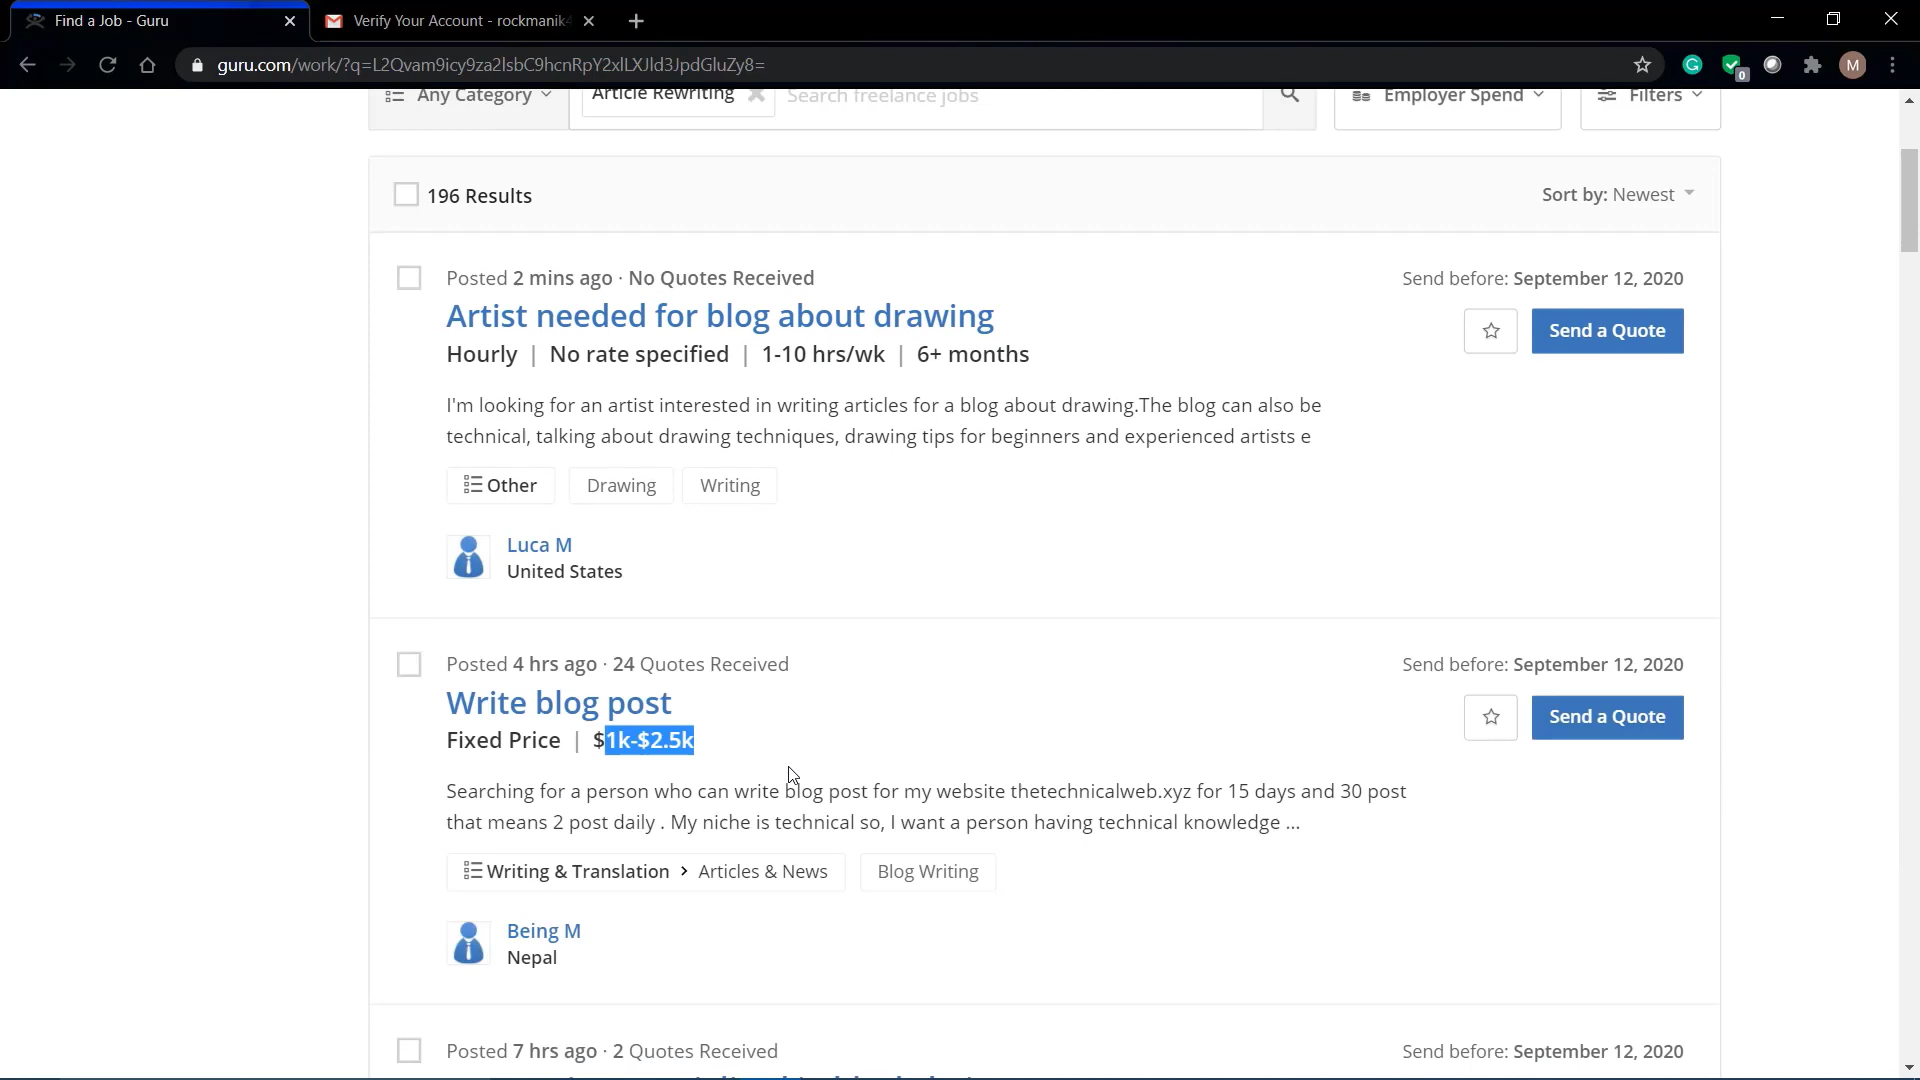 Find a Job - Guru
Verify Your Account - rockmanik4
guru.com/work/?q=L2Qvam9icy9za2lsbC9hcnRpY2xlLXJld3JpdGluZy8=
0
M
Any Category
Article Rewriting
Search freelance jobs
Employer Spend
Filters
196 Results
Sort by: Newest
Posted 2 mins ago · No Quotes Received
Send before: September 12, 2020
Artist needed for blog about drawing
Send a Quote
Hourly | No rate specified | 1-10 hrs/wk | 6+ months
I'm looking for an artist interested in writing articles for a blog about drawing.The blog can also be
technical, talking about drawing techniques, drawing tips for beginners and experienced artists e
Other
Drawing
Writing
Luca M
United States
Posted 4 hrs ago · 24 Quotes Received
Send before: September 12, 2020
Write blog post
Send a Quote
Fixed Price | $1k-$2.5k
Searching for a person who can write blog post for my website thetechnicalweb.xyz for 15 days and 30 post
that means 2 post daily . My niche is technical so, I want a person having technical knowledge ...
Writing & Translation > Articles & News
Blog Writing
Being M
Nepal
Posted 7 hrs ago · 2 Quotes Received
Send before: September 12, 2020